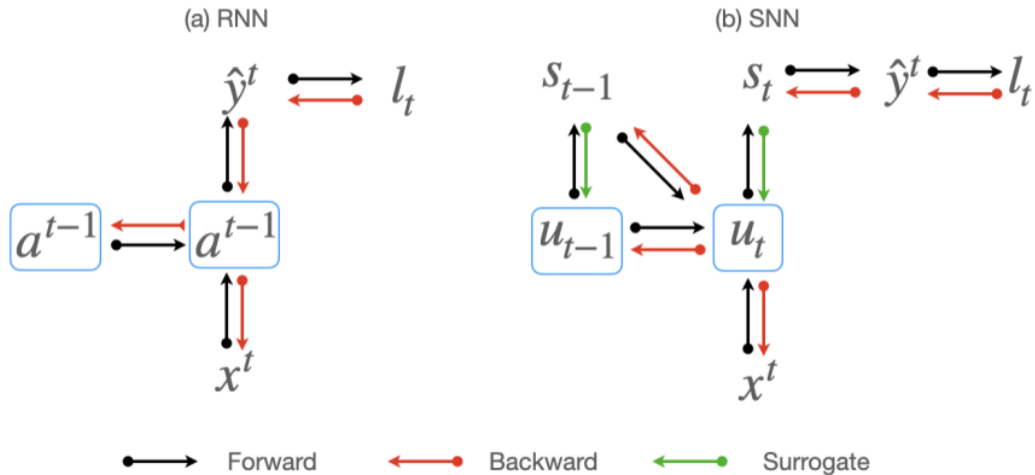 (a) RNN
(b) SNN
ŷ^t
l_t
s_{t-1}
s_t
ŷ^t
l_t
a^{t-1}
a^{t-1}
u_{t-1}
u_t
x^t
x^t
Forward
Backward
Surrogate